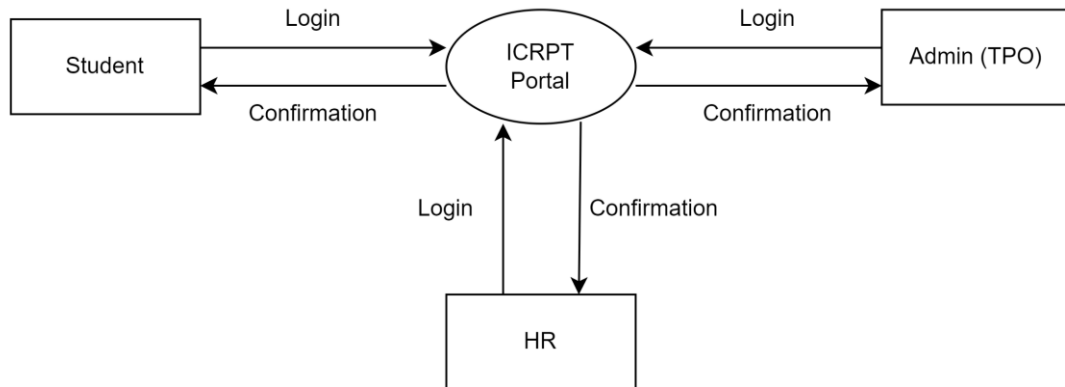 Login
Student
Confirmation
ICRPT
Portal
Login
Admin (TPO)
Confirmation
Login
Confirmation
HR